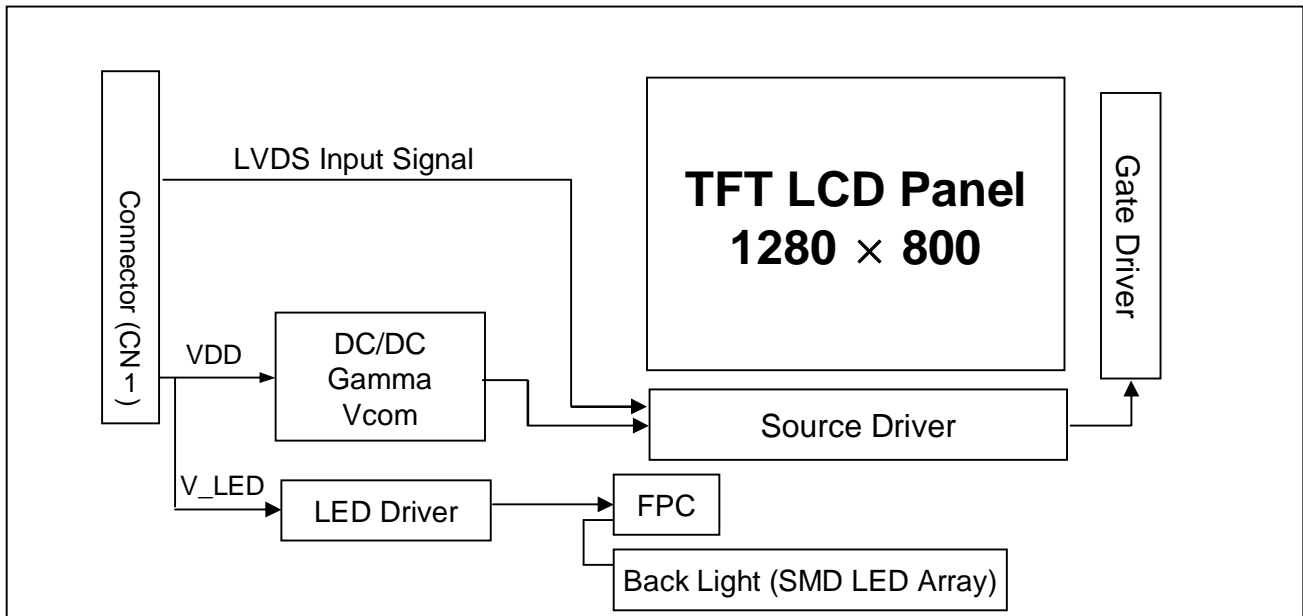 Connector (CN1)
LVDS Input Signal
TFT LCD Panel
1280 × 800
Gate Driver
VDD
DC/DC
Gamma
Vcom
Source Driver
V_LED
LED Driver
FPC
Back Light (SMD LED Array)